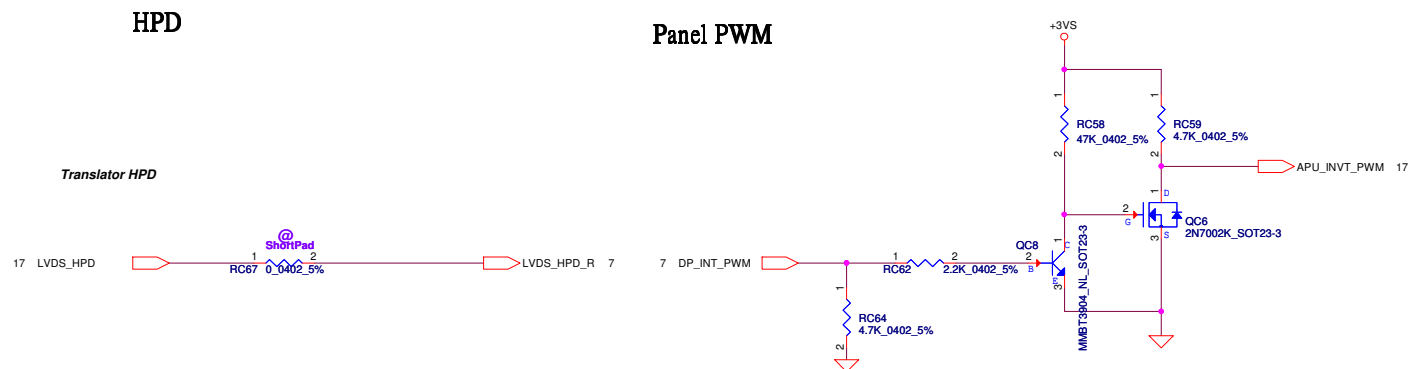 HPD
Panel PWM
+3VS
1
1
RC58
47K_0402_5%
RC59
4.7K_0402_5%
2
2
Translator HPD
APU_INVT_PWM 17
1
D
2
G
QC6
2N7002K_SOT23-3
3
S
@
ShortPad
17 LVDS_HPD
1
2
RC67 0_0402_5%
LVDS_HPD_R 7
7 DP_INT_PWM
1
2
RC62 2.2K_0402_5%
QC8
1
C
2
B
E
3
MMBT3904_NL_SOT23-3
1
RC64
4.7K_0402_5%
2